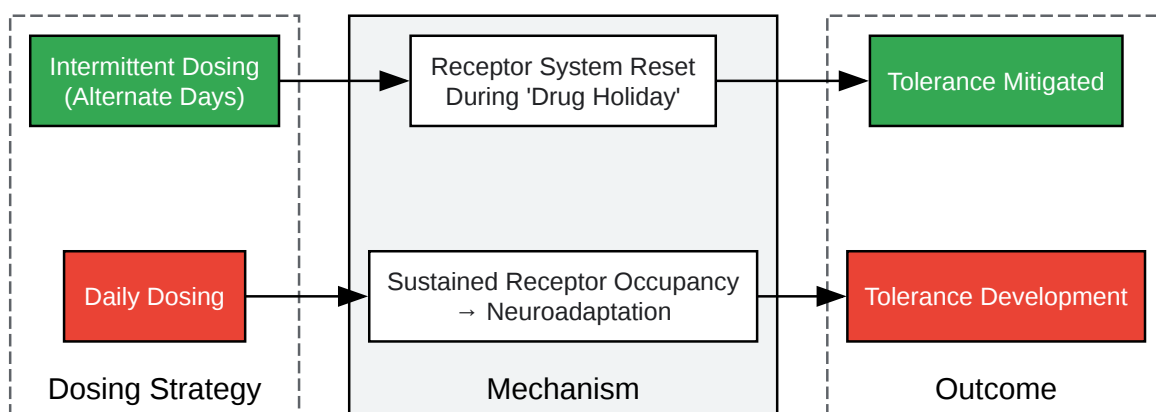 Intermittent Dosing
(Alternate Days)
Receptor System Reset
During 'Drug Holiday'
Tolerance Mitigated
Daily Dosing
Sustained Receptor Occupancy
→ Neuroadaptation
Tolerance Development
Dosing Strategy
Mechanism
Outcome